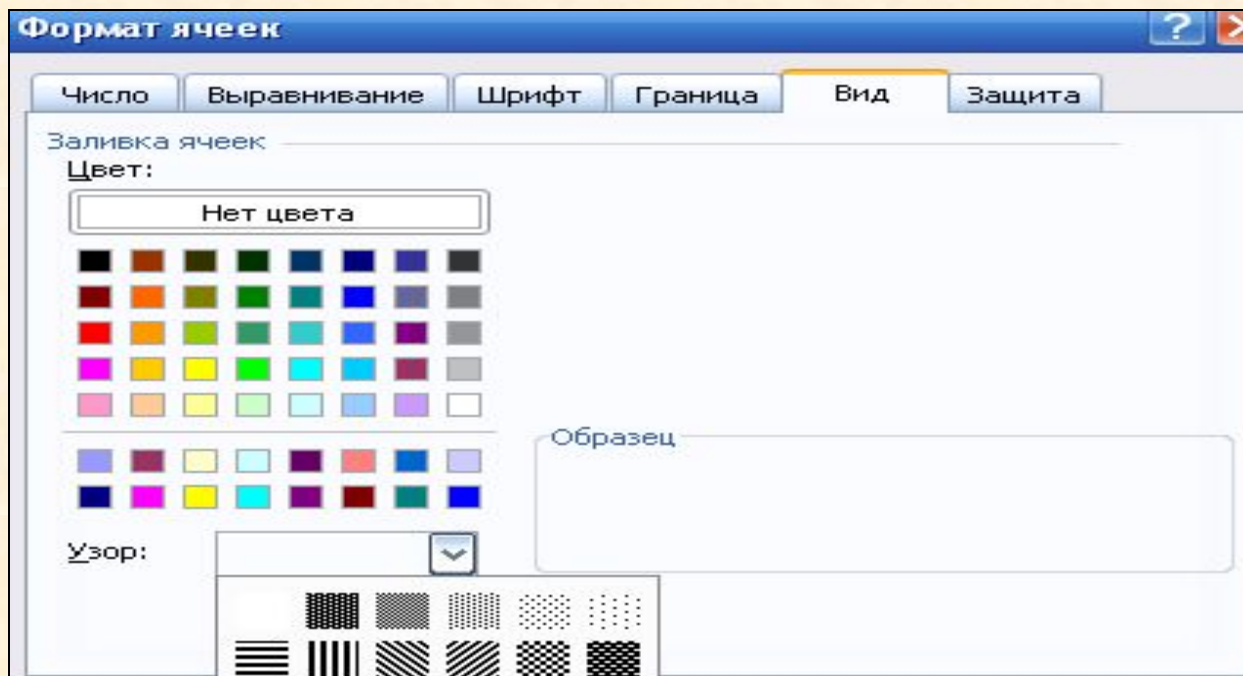 Формат ячеек
?
Число Выравнивание Шрифт Граница Вид Защита
Заливка ячеек
Цвет:
Нет цвета
Образец
Узор: